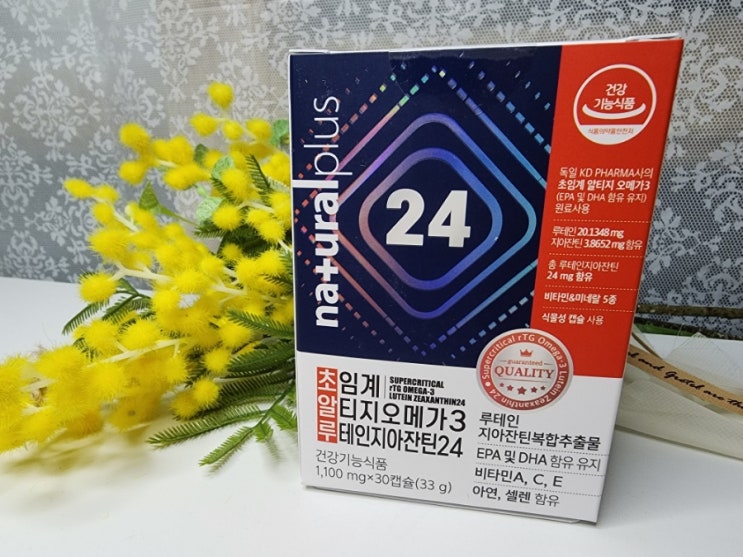 naturalplus
24
건강
기능식품
식품의약품안전처
독일 KD PHARMA사의
초임계 알티지 오메가3
(EPA 및 DHA 함유 유지)
원료사용
루테인 20.1348 mg
지아잔틴 3.8652 mg 함유
총 루테인지아잔틴
24 mg 함유
비타민&미네랄 5종
식물성 캡슐 사용
Supercritical rTG Omega-3 Lutein Zeaxanthin 24
guaranteed
QUALITY
초임계
알티지오메가3
루테인지아잔틴24
SUPERCRITICAL
rTG OMEGA-3
LUTEIN ZEAXANTHIN24
건강기능식품
1,100 mg×30캡슐(33 g)
루테인
지아잔틴복합추출물
EPA 및 DHA 함유 유지
비타민A, C, E
아연, 셀렌 함유
and
are the